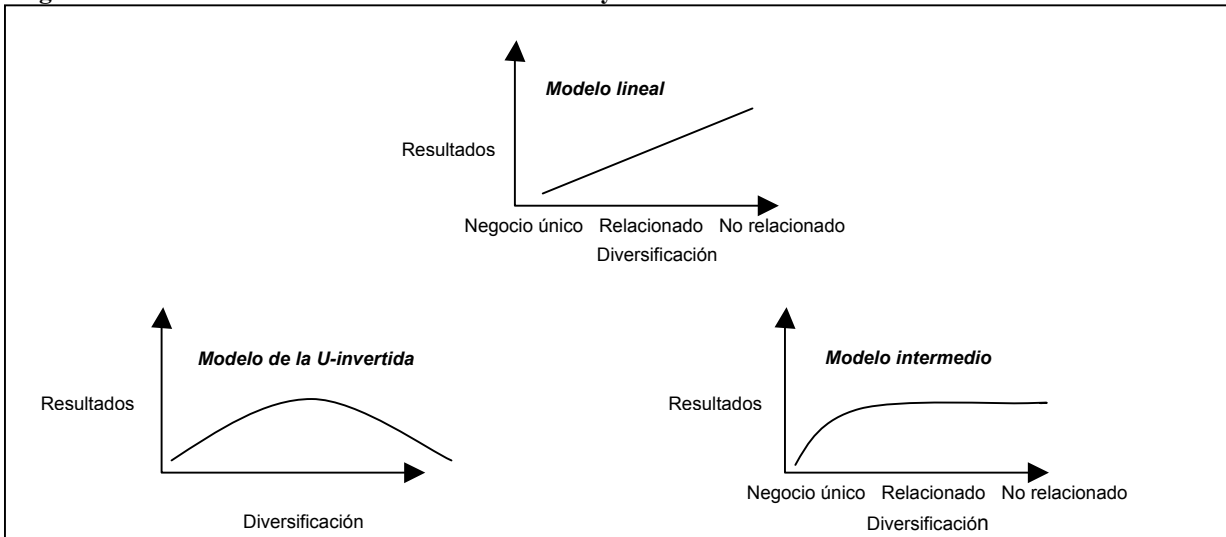 Modelo lineal
Resultados
Negocio único Relacionado No relacionado
Diversificación
Modelo de la U-invertida
Resultados
Diversificación
Modelo intermedio
Resultados
Negocio único Relacionado No relacionado
Diversificación